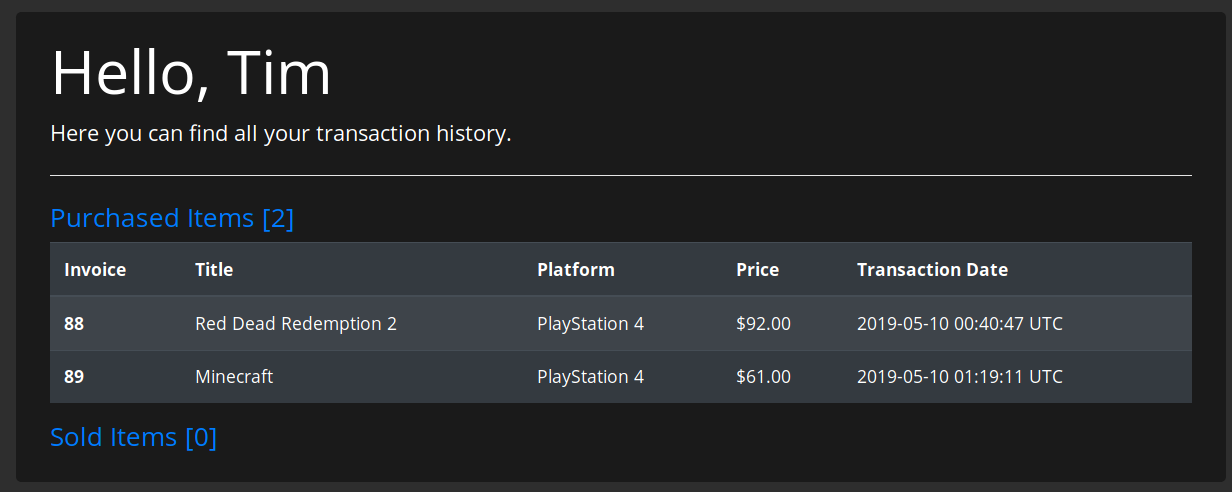 Hello, Tim
Here you can find all your transaction history.
Purchased Items [2]
Invoice Title Platform Price Transaction Date
88 Red Dead Redemption 2 PlayStation 4 $92.00 2019-05-10 00:40:47 UTC
89 Minecraft PlayStation 4 $61.00 2019-05-10 01:19:11 UTC
Sold Items [0]